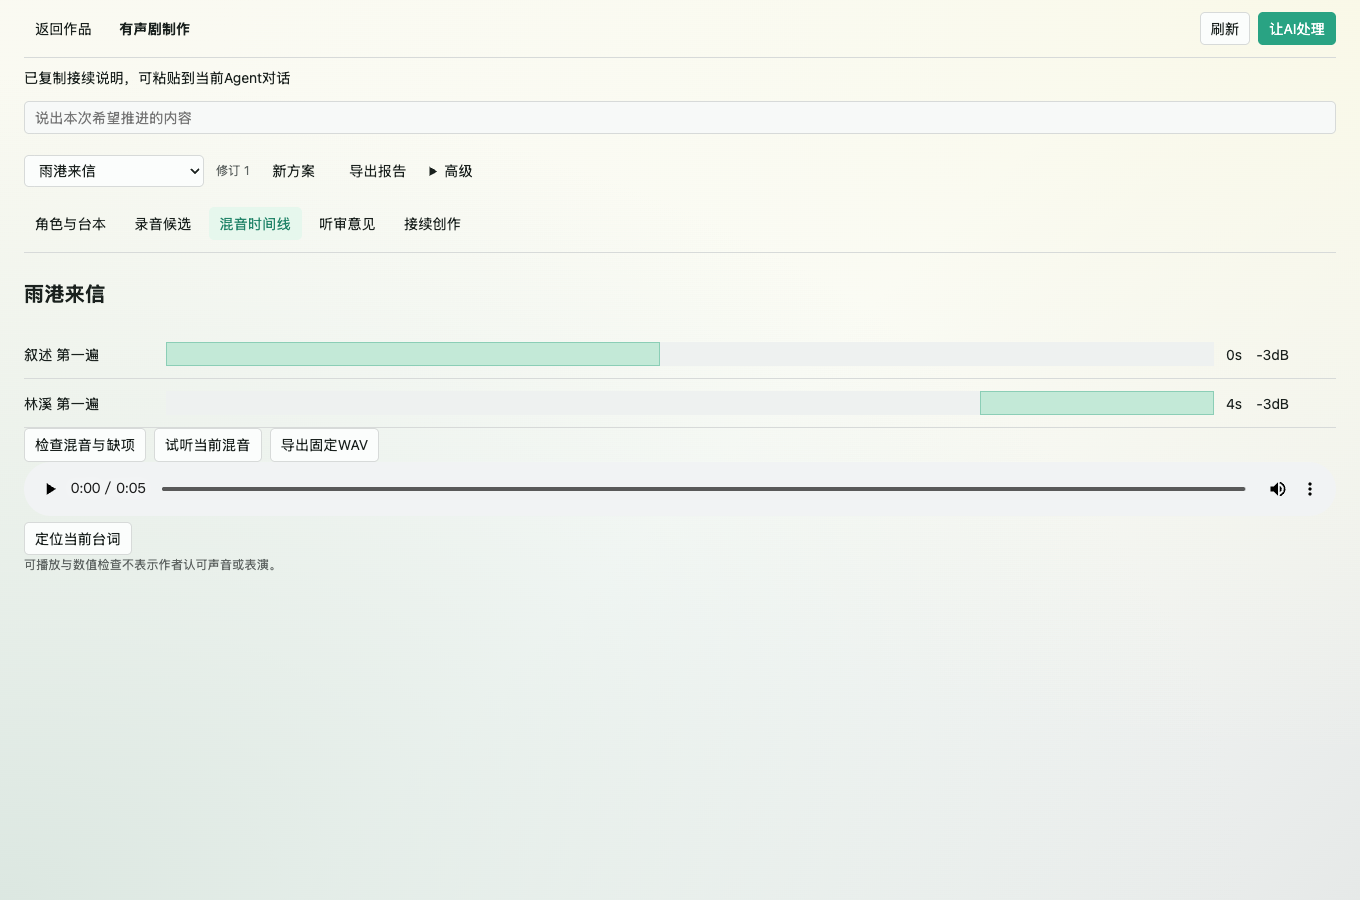 返回作品 有声剧制作 刷新 让AI处理
已复制接续说明，可粘贴到当前Agent对话
说出本次希望推进的内容
雨港来信 修订 1 新方案 导出报告 ▶ 高级
角色与台本 录音候选 混音时间线 听审意见 接续创作
雨港来信
叙述 第一遍 0s -3dB
林溪 第一遍 4s -3dB
检查混音与缺项 试听当前混音 导出固定WAV
0:00 / 0:05
定位当前台词
可播放与数值检查不表示作者认可声音或表演。